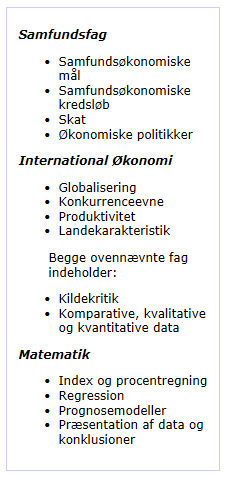 Samfundsfag
• Samfundsøkonomiske
mål
• Samfundsøkonomiske
kredsløb
• Skat
• Økonomiske politikker
International Økonomi
• Globalisering
• Konkurrenceevne
• Produktivitet
• Landekarakteristik
Begge ovennævnte fag
indeholder:
• Kildekritik
• Komparative, kvalitative
og kvantitative data
Matematik
• Index og procentregning
• Regression
• Prognosemodeller
• Præsentation af data og
konklusioner